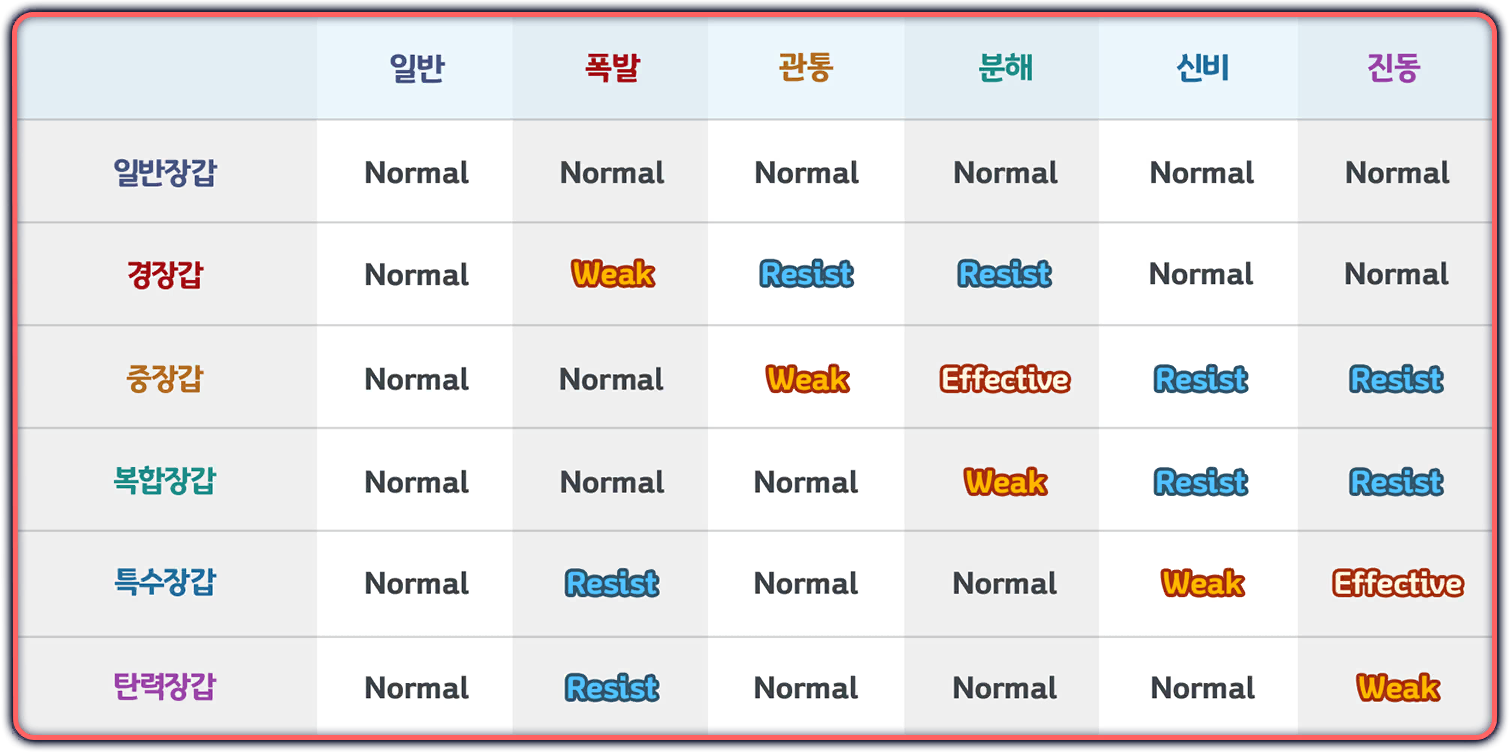 일반 폭발 관통 분해 신비 진동
일반장갑 Normal Normal Normal Normal Normal Normal
경장갑 Normal Weak Resist Resist Normal Normal
중장갑 Normal Normal Weak Effective Resist Resist
복합장갑 Normal Normal Normal Weak Resist Resist
특수장갑 Normal Resist Normal Normal Weak Effective
탄력장갑 Normal Resist Normal Normal Normal Weak